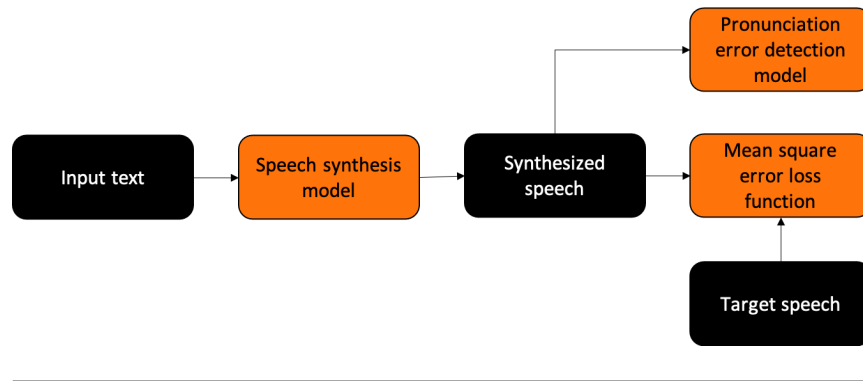 Pronunciation
error detection
model
Input text
Speech synthesis
model
Synthesized
speech
Mean square
error loss
function
Target speech